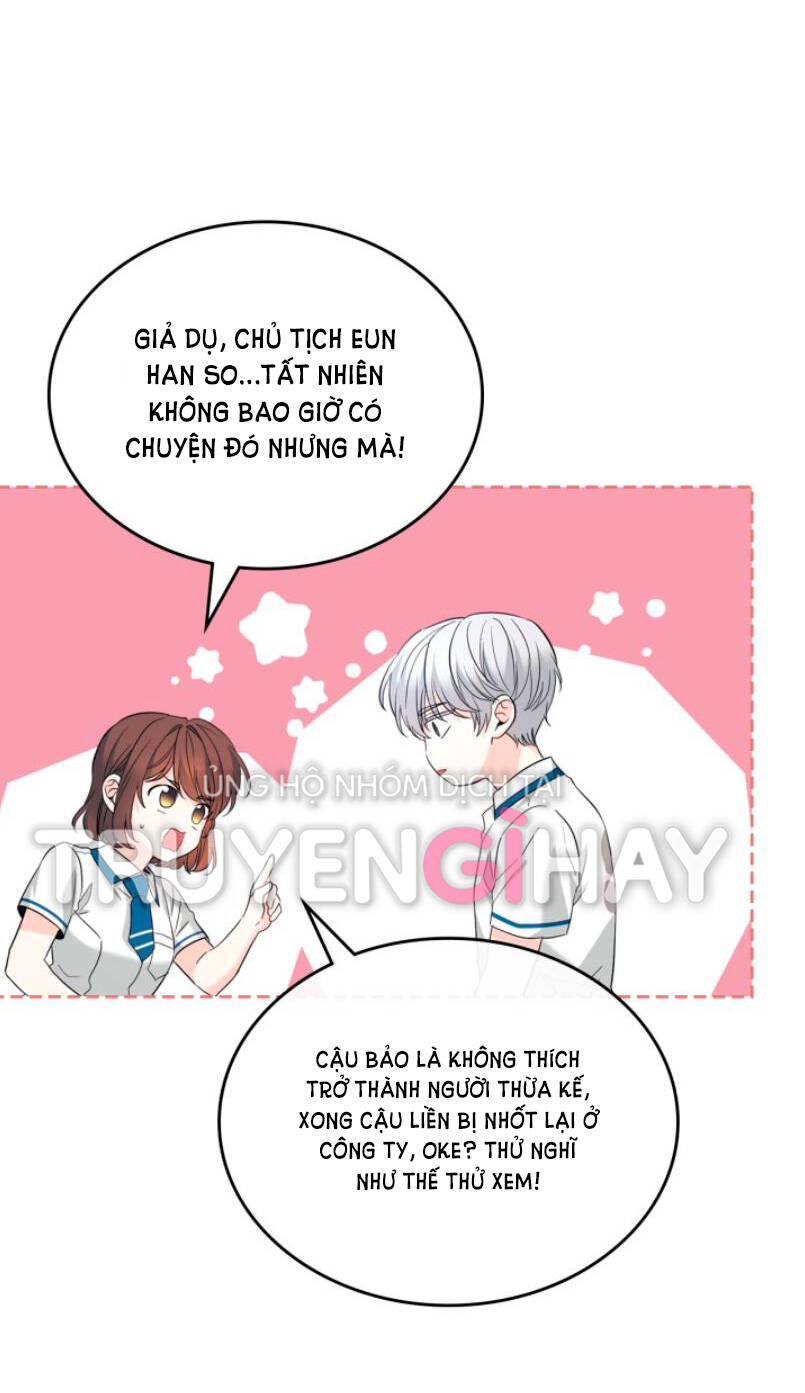 GIẢ DỤ, CHỦ TỊCH EUN
HAN SO...TẤT NHIÊN
KHÔNG BAO GIỜ CÓ
CHUYỆN ĐÓ NHƯNG MÀ!
ỦNG HỘ NHÓM DỊCH TẠI
TRUYENGIHAY
CẬU BẢO LÀ KHÔNG THÍCH
TRỞ THÀNH NGƯỜI THỪA KẾ,
XONG CẬU LIỀN BỊ NHỐT LẠI Ở
CÔNG TY, OKE? THỬ NGHĨ
NHƯ THẾ THỬ XEM!